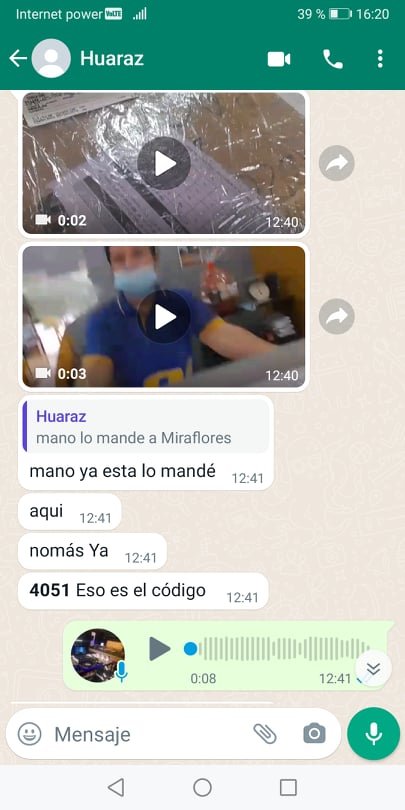 Internet power VoLTE 39 % 16:20
Huaraz
0:02 12:40
0:03 12:40
Huaraz
mano lo mande a Miraflores
mano ya esta lo mandé 12:41
aqui 12:41
nomás Ya 12:41
4051 Eso es el código 12:41
0:08 12:41
Mensaje